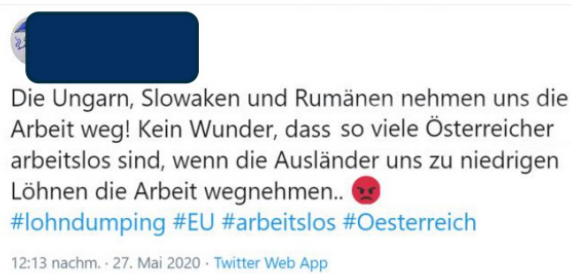 Die Ungarn, Slowaken und Rumänen nehmen uns die
Arbeit weg! Kein Wunder, dass so viele Österreicher
arbeitslos sind, wenn die Ausländer uns zu niedrigen
Löhnen die Arbeit wegnehmen.. 😡
#lohndumping #EU #arbeitslos #Oesterreich
12:13 nachm. · 27. Mai 2020 · Twitter Web App